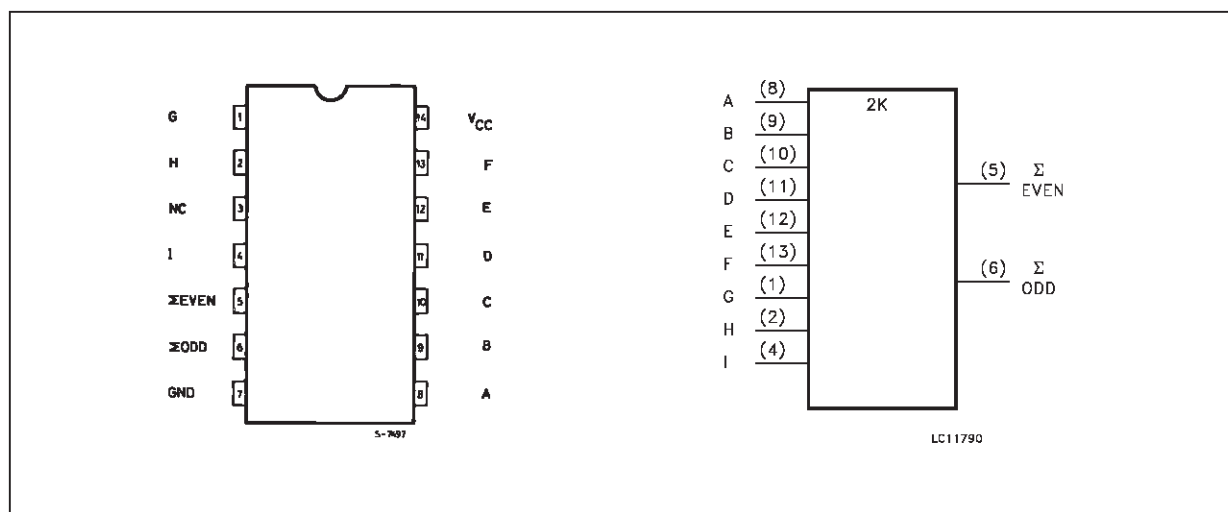 G 1 14 VCC
H 2 13 F
NC 3 12 E
I 4 11 D
ΣEVEN 5 10 C
ΣODD 6 9 B
GND 7 8 A
S-7497
2K
A (8)
B (9)
C (10)
D (11)
E (12)
F (13)
G (1)
H (2)
I (4)
(5) Σ
EVEN
(6) Σ
ODD
LC11790